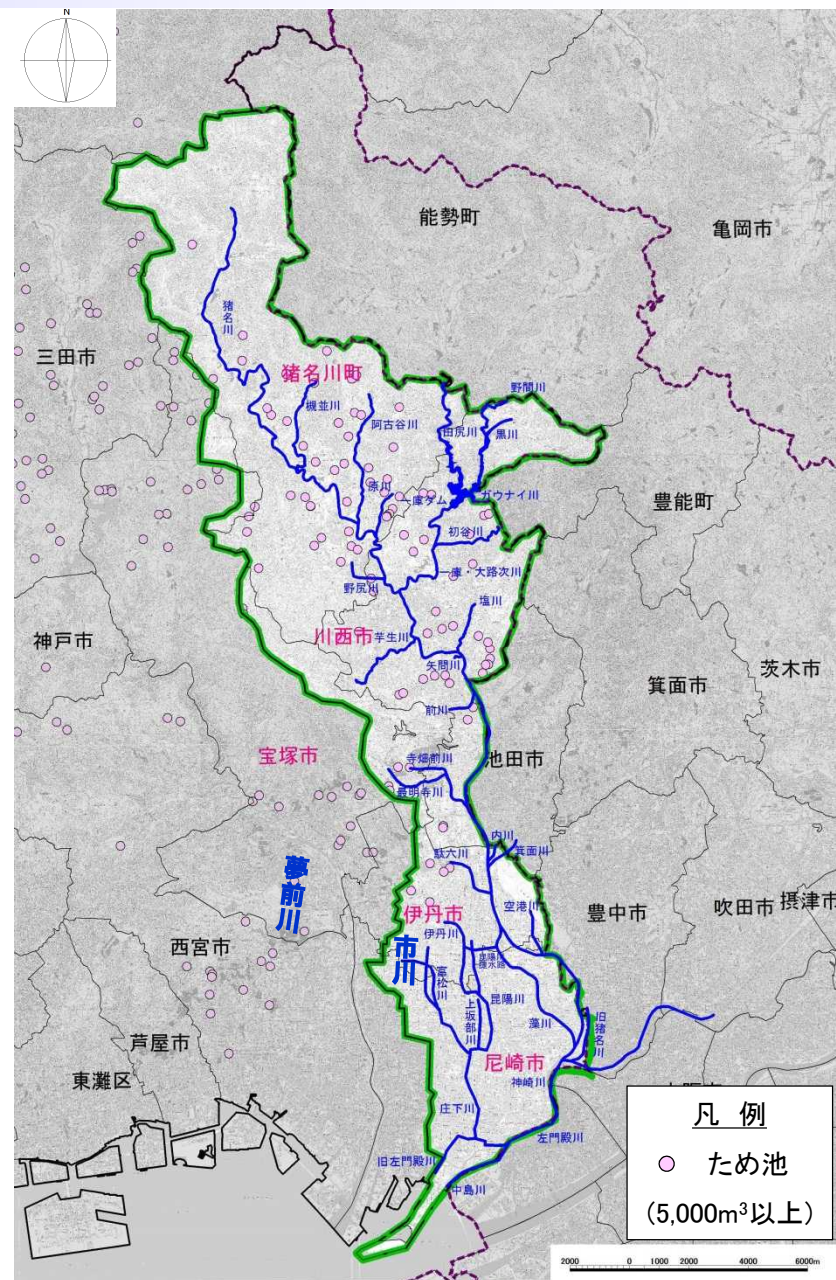 N
能勢町
亀岡市
猪名川
三田市
猪名川町
野間川
槻並川
阿古谷川
田尻川
黒川
原川
一庫ダム
ガウナイ川
豊能町
初谷川
一庫・大路次川
野尻川
塩川
神戸市
川西市
芋生川
矢問川
箕面市
茨木市
前川
宝塚市
寺畑前川
池田市
最明寺川
内川
箕面川
駄六川
夢前川
伊丹市
空港川
豊中市
吹田市
摂津市
西宮市
市川
伊丹川
富松川
昆陽川
上坂部川
藻川
旧猪名川
芦屋市
東灘区
尼崎市
神崎川
庄下川
左門殿川
旧左門殿川
中島川
凡 例
ため池
(5,000m³以上)
2000 0 1000 2000 4000 6000m